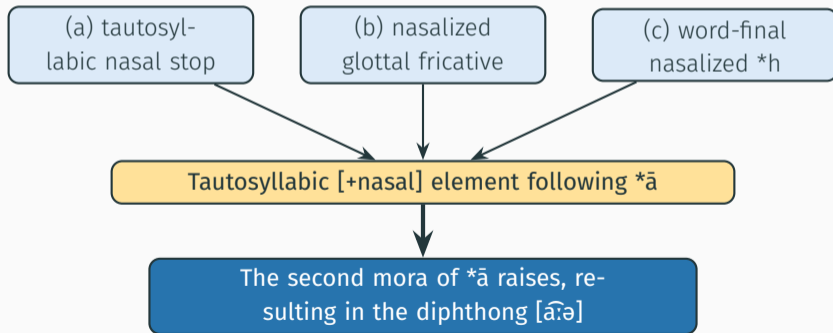 (a) tautosyl-
labic nasal stop
(b) nasalized
glottal fricative
(c) word-final
nasalized *h
Tautosyllabic [+nasal] element following *ā
The second mora of *ā raises, re-
sulting in the diphthong [a͡ːə]